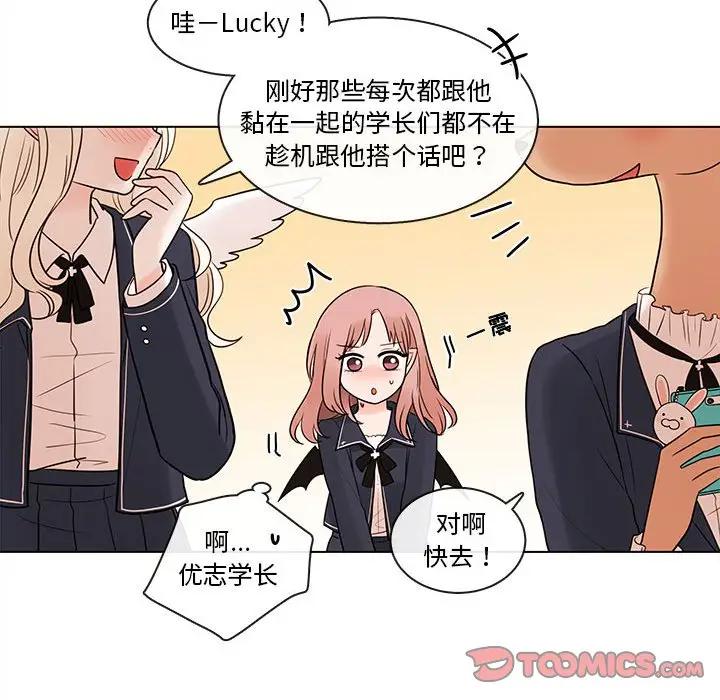 哇－Lucky！
刚好那些每次都跟他
黏在一起的学长们都不在
趁机跟他搭个话吧？
一震
啊...
优志学长
对啊
快去！
TOOMICS.COM